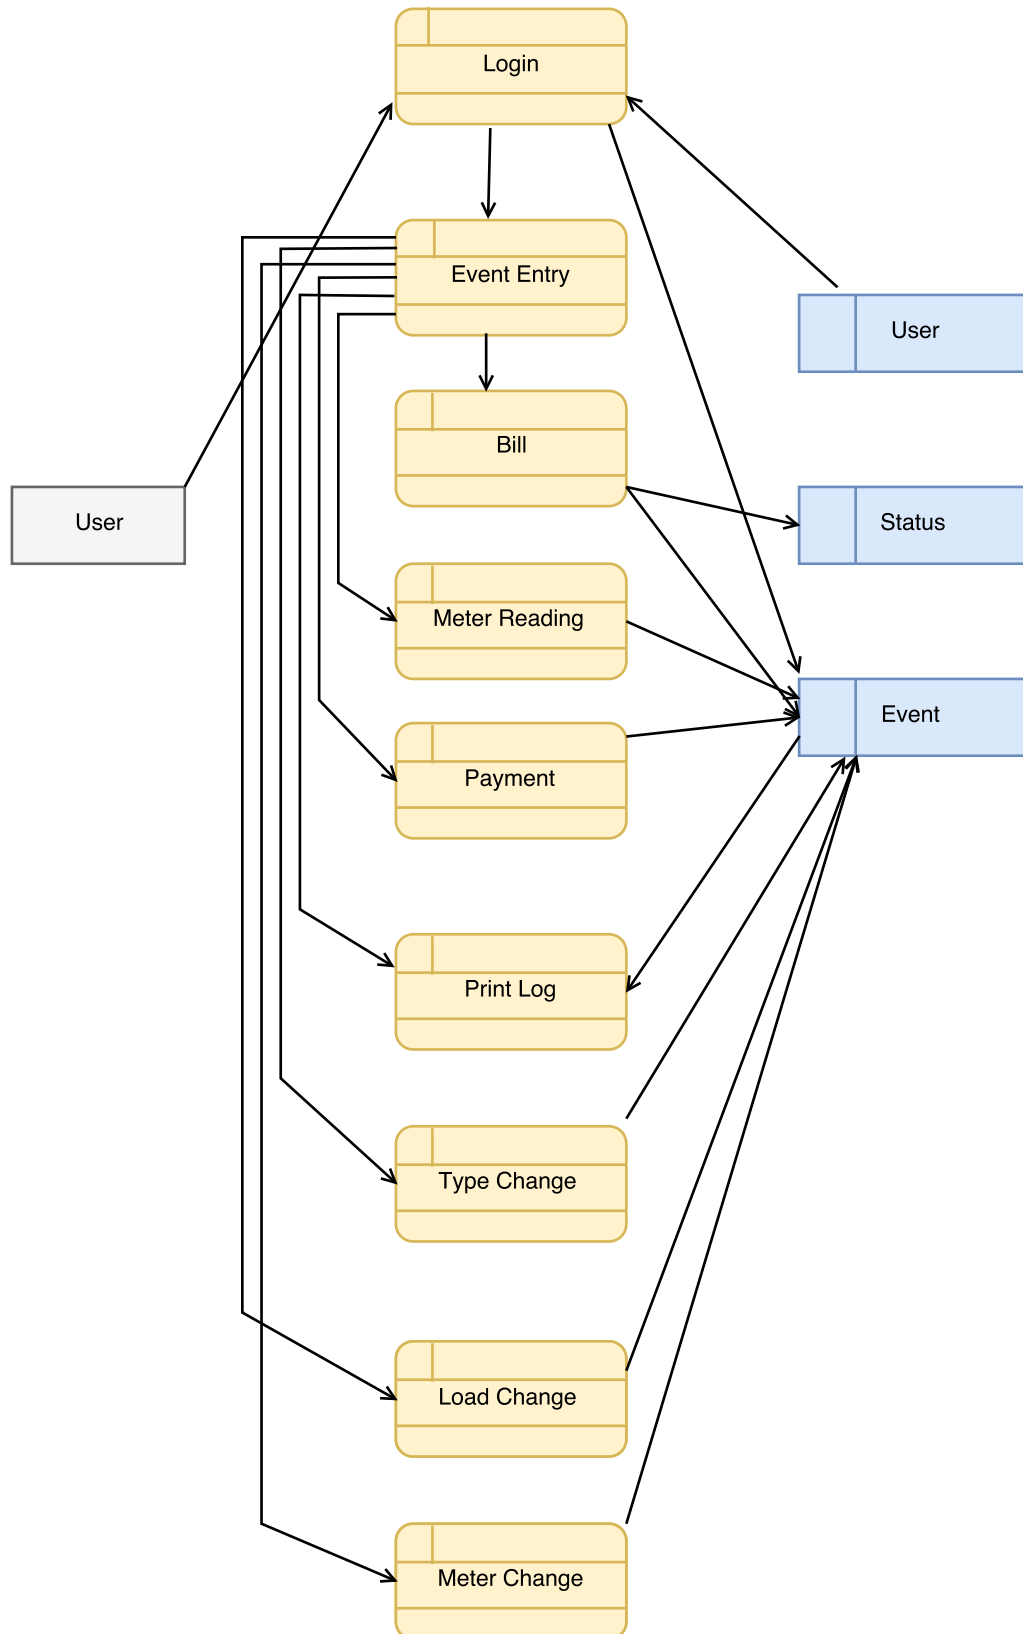 Login
Event Entry
User
Bill
User
Status
Meter Reading
Event
Payment
Print Log
Type Change
Load Change
Meter Change